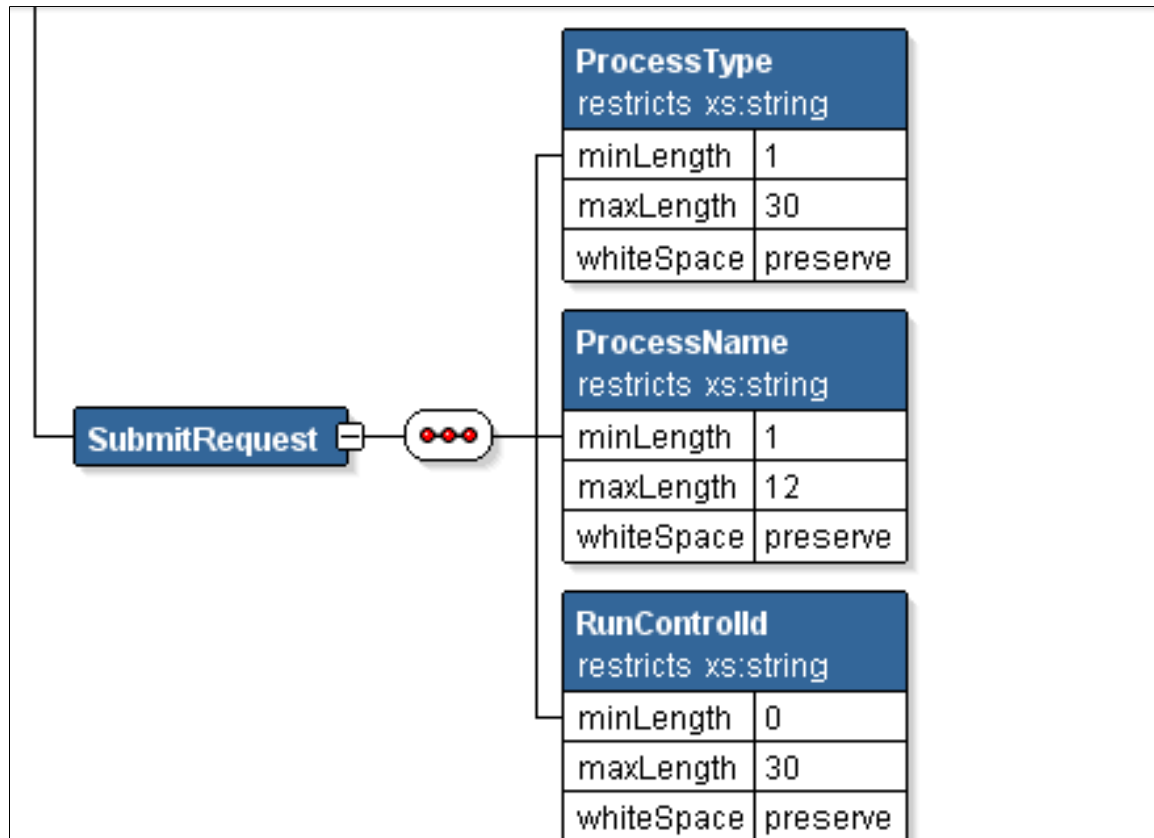 ProcessType
restricts xs:string
minLength 1
maxLength 30
whiteSpace preserve
ProcessName
restricts xs:string
SubmitRequest
minLength 1
maxLength 12
whiteSpace preserve
RunControlId
restricts xs:string
minLength 0
maxLength 30
whiteSpace preserve